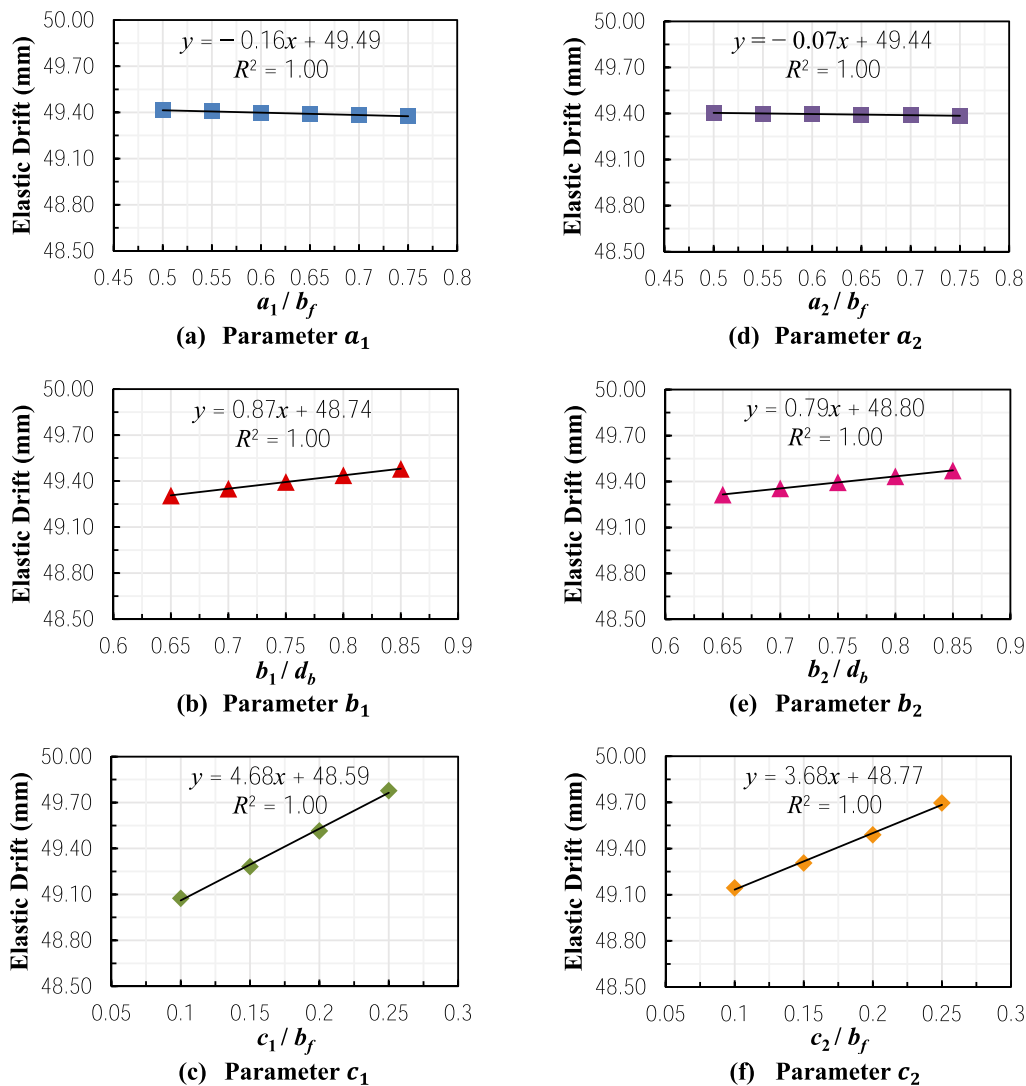 50.00
49.70
49.40
49.10
48.80
48.50
Elastic Drift (mm)
y = − 0.16x + 49.49
R² = 1.00
0.45 0.5 0.55 0.6 0.65 0.7 0.75 0.8
a₁ / b_f
(a) Parameter a₁
50.00
49.70
49.40
49.10
48.80
48.50
Elastic Drift (mm)
y = − 0.07x + 49.44
R² = 1.00
0.45 0.5 0.55 0.6 0.65 0.7 0.75 0.8
a₂ / b_f
(d) Parameter a₂
50.00
49.70
49.40
49.10
48.80
48.50
Elastic Drift (mm)
y = 0.87x + 48.74
R² = 1.00
0.6 0.65 0.7 0.75 0.8 0.85 0.9
b₁ / d_b
(b) Parameter b₁
50.00
49.70
49.40
49.10
48.80
48.50
Elastic Drift (mm)
y = 0.79x + 48.80
R² = 1.00
0.6 0.65 0.7 0.75 0.8 0.85 0.9
b₂ / d_b
(e) Parameter b₂
50.00
49.70
49.40
49.10
48.80
48.50
Elastic Drift (mm)
y = 4.68x + 48.59
R² = 1.00
0.05 0.1 0.15 0.2 0.25 0.3
c₁ / b_f
(c) Parameter c₁
50.00
49.70
49.40
49.10
48.80
48.50
Elastic Drift (mm)
y = 3.68x + 48.77
R² = 1.00
0.05 0.1 0.15 0.2 0.25 0.3
c₂ / b_f
(f) Parameter c₂